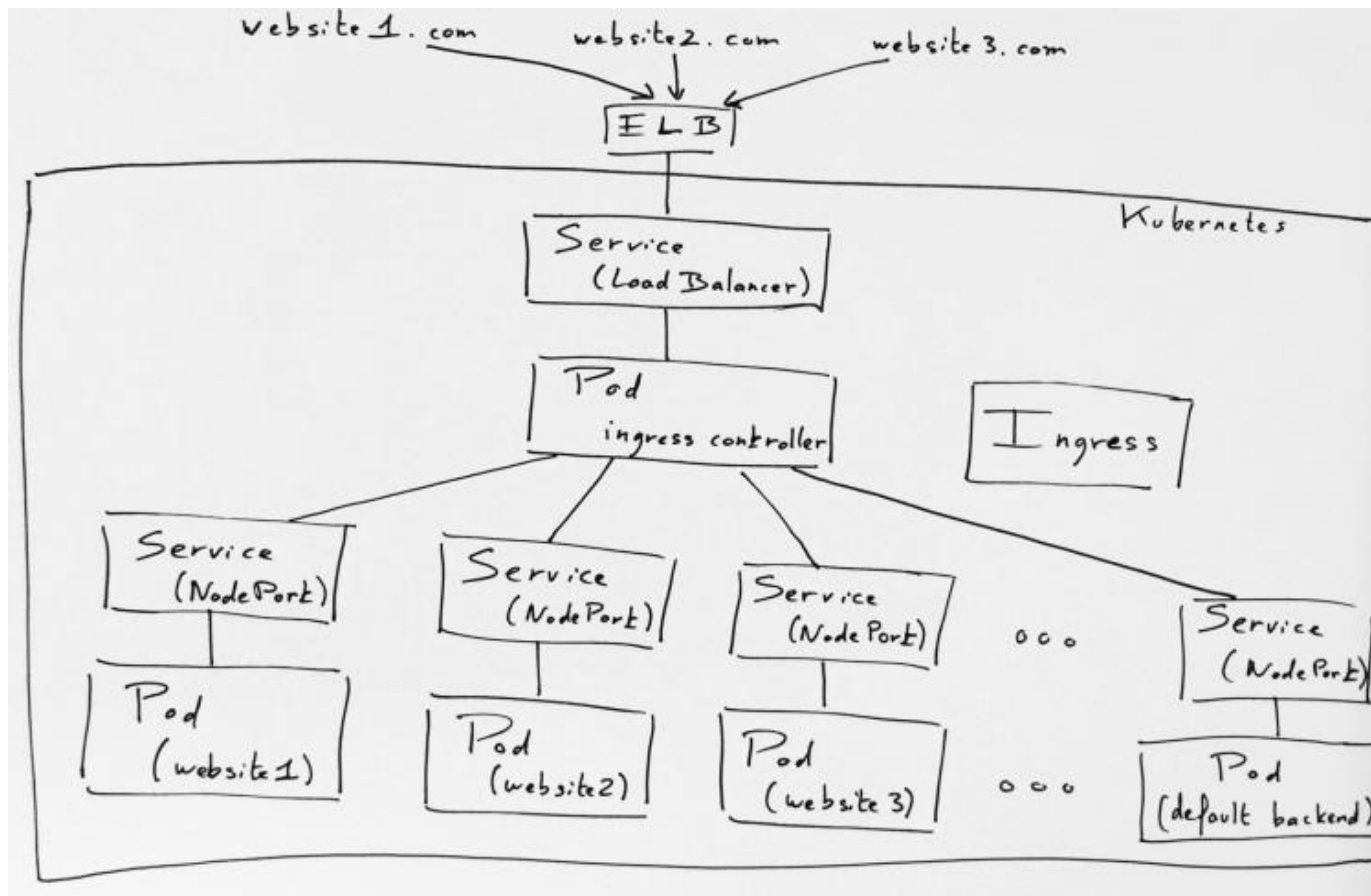 website1.com
website2.com
website3.com
ELB
Kubernetes
Service
(Load Balancer)
Pod
ingress controller
Ingress
Service
(NodePort)
Service
(NodePort)
Service
(NodePort)
Service
(NodePort)
Pod
(website1)
Pod
(website2)
Pod
(website3)
Pod
(default backend)